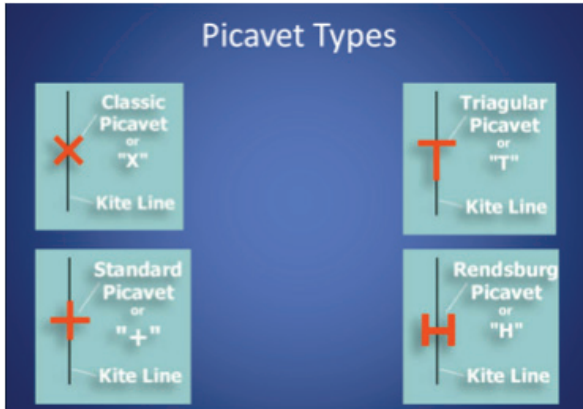 Picavet Types
Classic
Picavet
or
"X"
Kite Line
Triagular
Picavet
or
"T"
Kite Line
Standard
Picavet
or
"+"
Kite Line
Rendsburg
Picavet
or
"H"
Kite Line